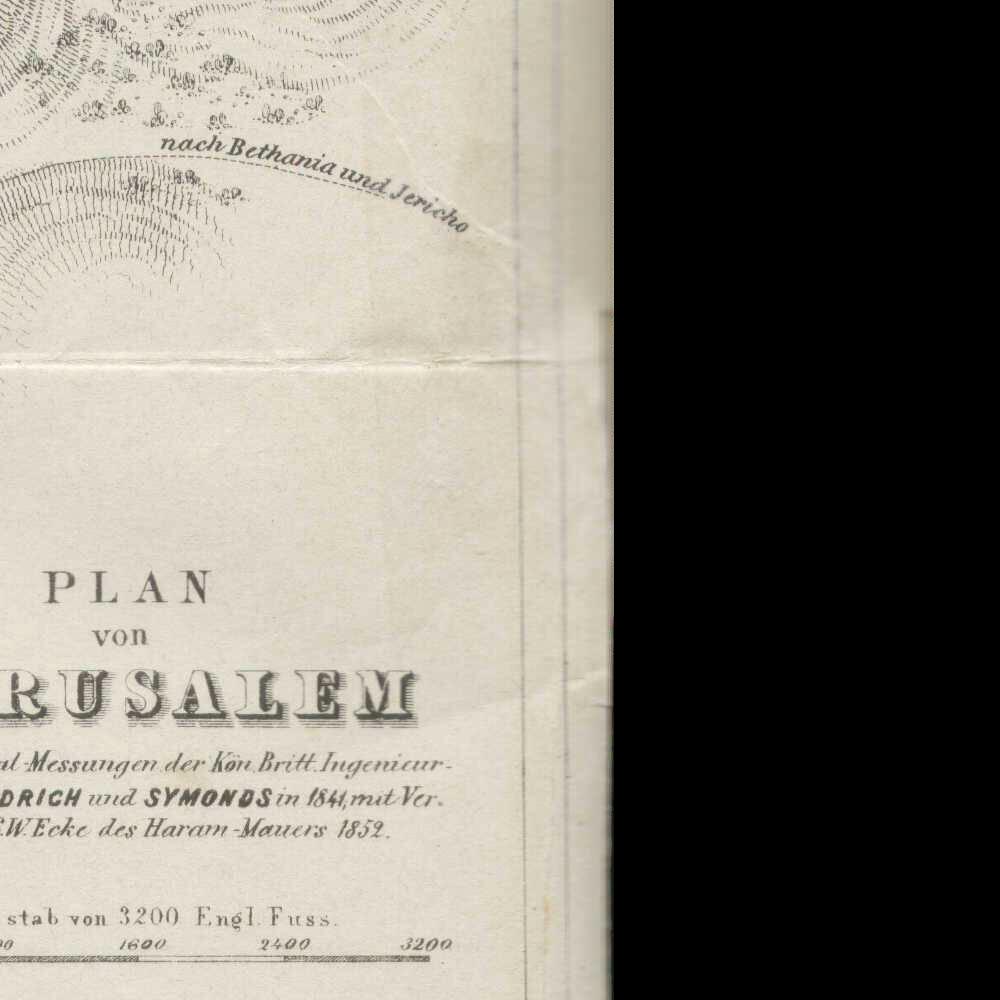 nach Bethania und Jericho
PLAN
von
RUSALEM
al-Messungen der Kön. Britt. Ingenieur-
DRICH und SYMONDS in 1841, mit Ver-
S.W. Ecke des Haram-Mauers 1852.
stab von 3200 Engl. Fuss.
00 1600 2400 3200